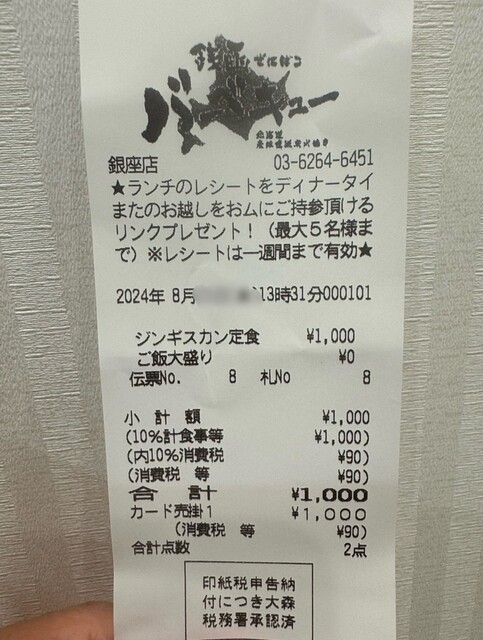 バーベキュー
北海道
銀座店 03-6264-6451
★ランチのレシートをディナータイ
またのお越しをおムにご持参頂ける
リンクプレゼント！（最大５名様ま
で）※レシートは一週間まで有効★
2024年 8月 13時31分000101
ジンギスカン定食 ¥1,000
ご飯大盛り ¥0
伝票No. 8 札No 8
小 計 額 ¥1,000
(10%計食事等 ¥1,000)
(内10%消費税 ¥90)
(消費税 等 ¥90)
合 計 ¥1,000
カード売掛1 ¥1,000
(消費税 等 ¥90)
合計点数 2点
印紙税申告納
付につき大森
税務署承認済